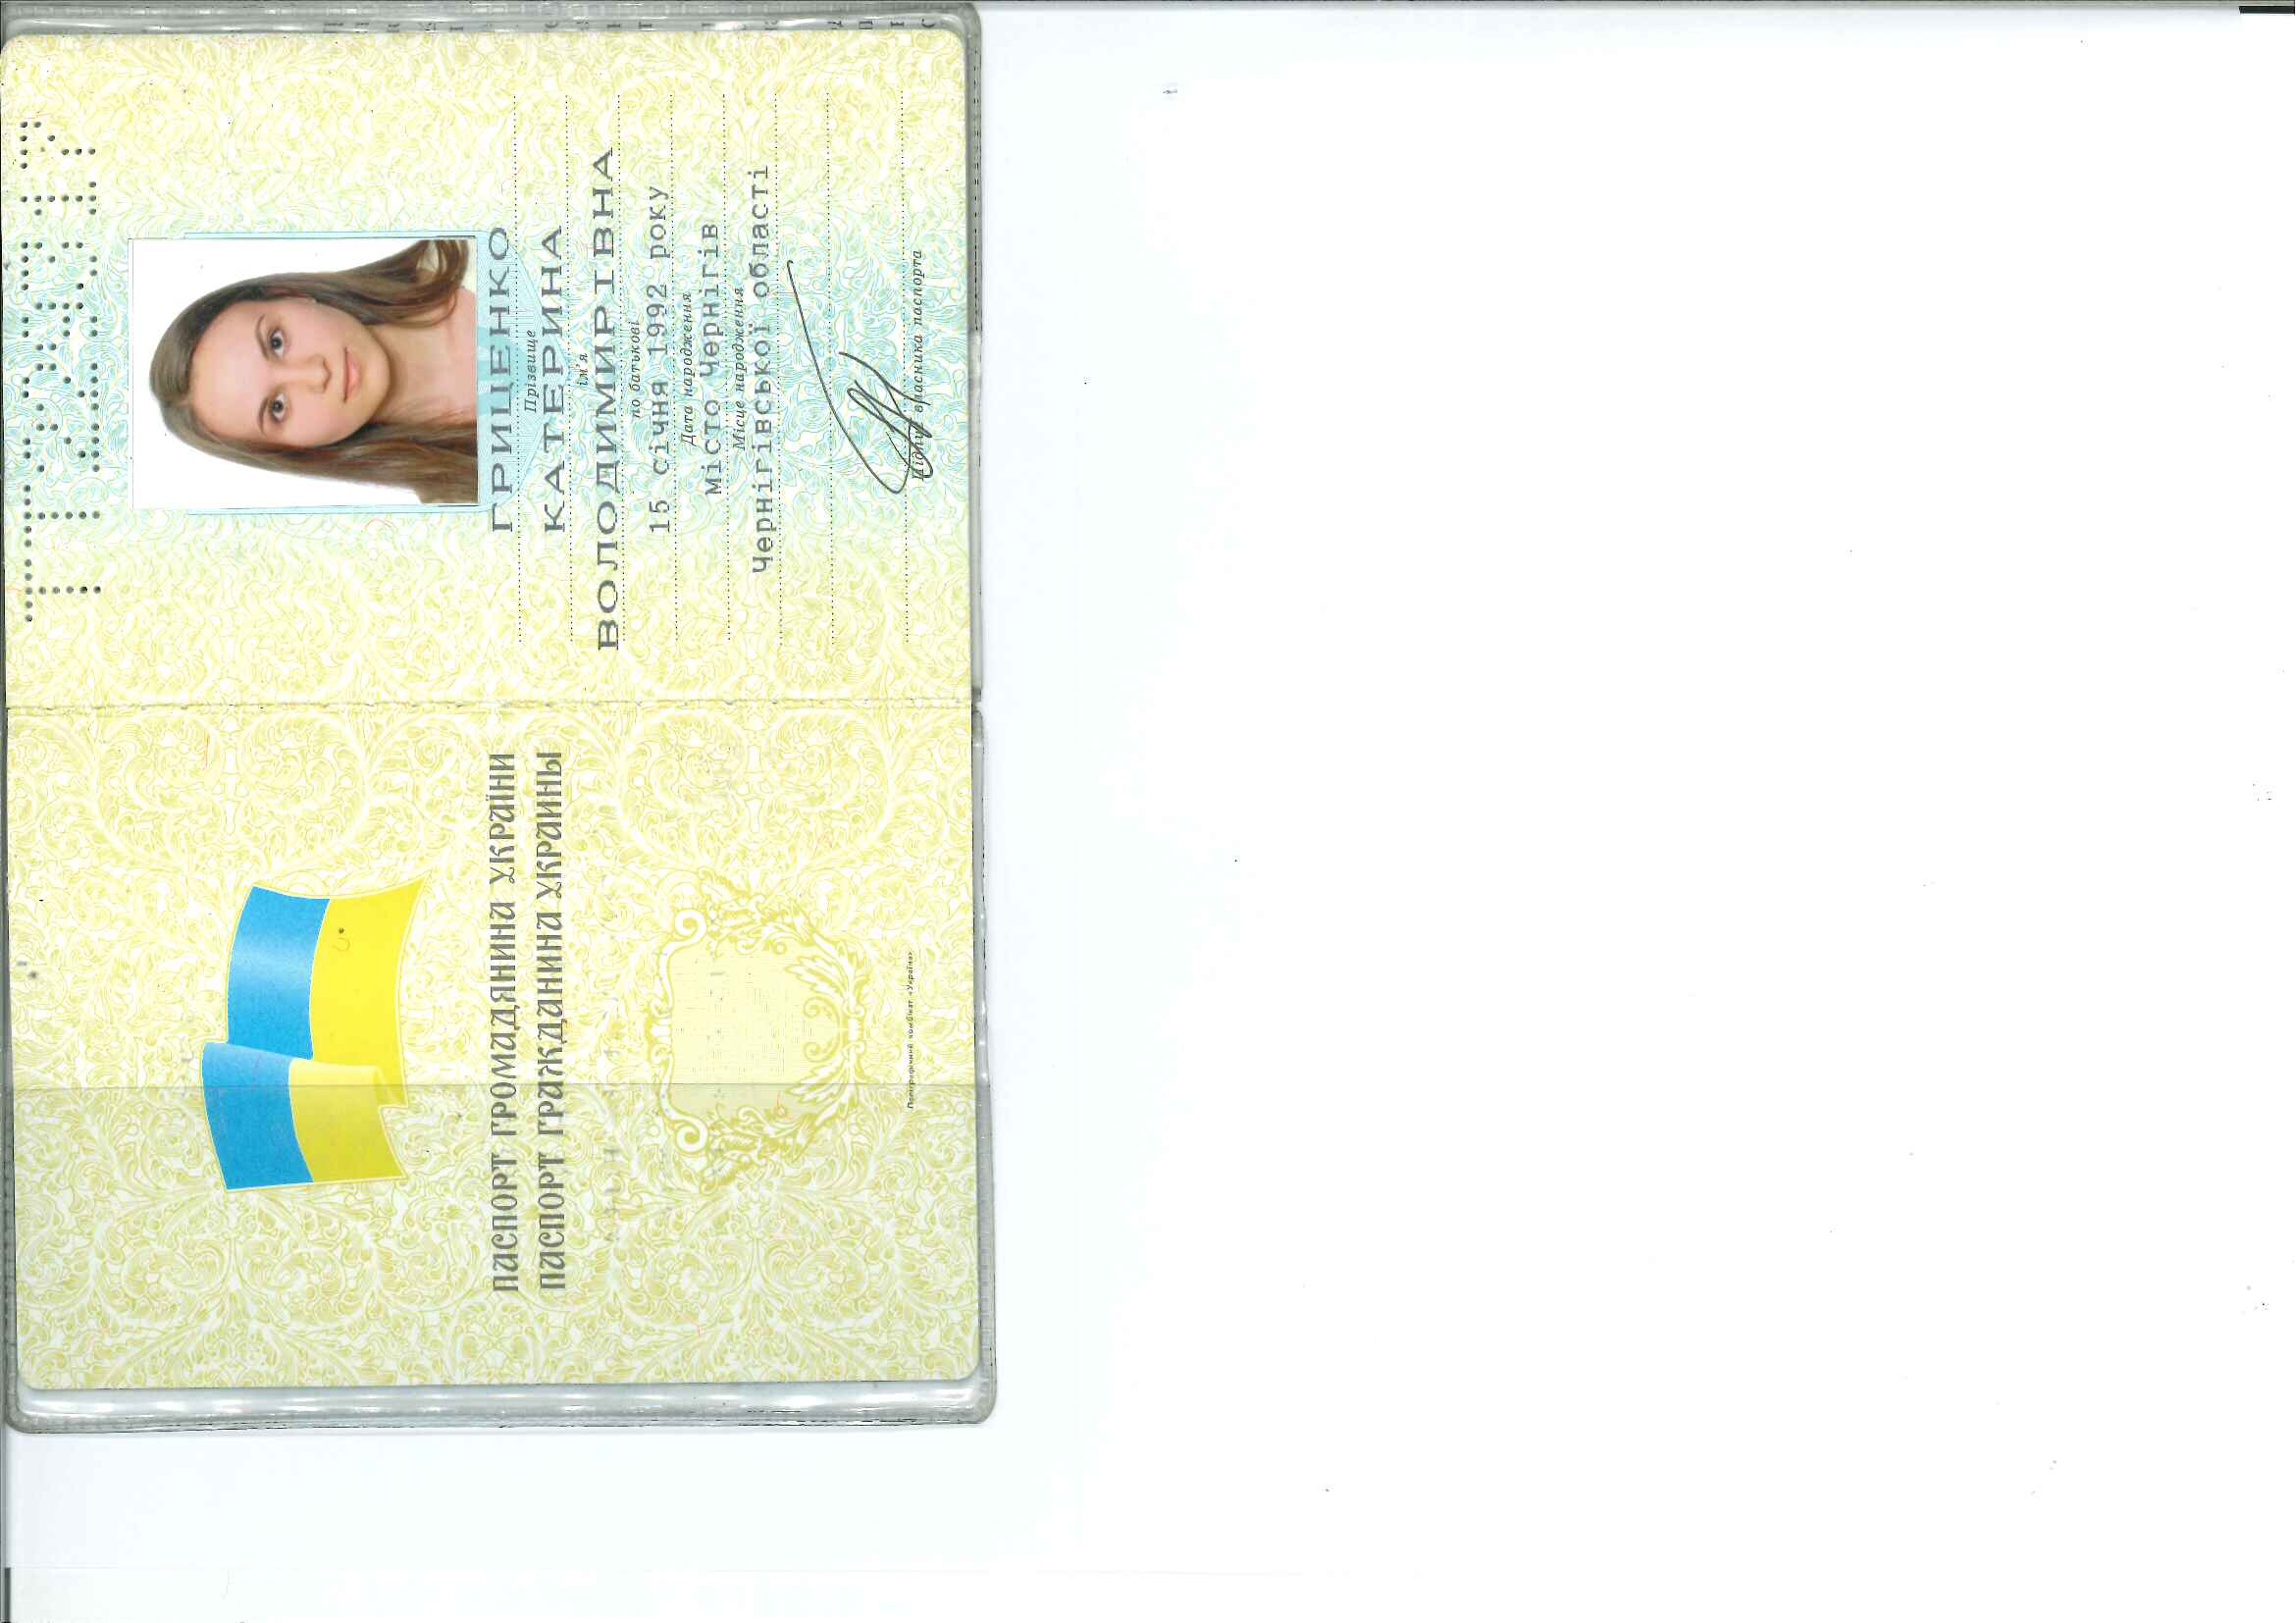 ГРИЦЕНКО
Прізвище
КАТЕРИНА
ім'я
ВОЛОДИМИРІВНА
по батькові
15 січня 1992 року
Дата народження
місто Чернігів
Місце народження
Чернігівської області
Підпис власника паспорта
ПАСПОРТ ГРОМАДЯНИНА УКРАЇНИ
ПАСПОРТ ГРАЖДАНИНА УКРАИНЫ
Поліграфічний комбінат «Україна»